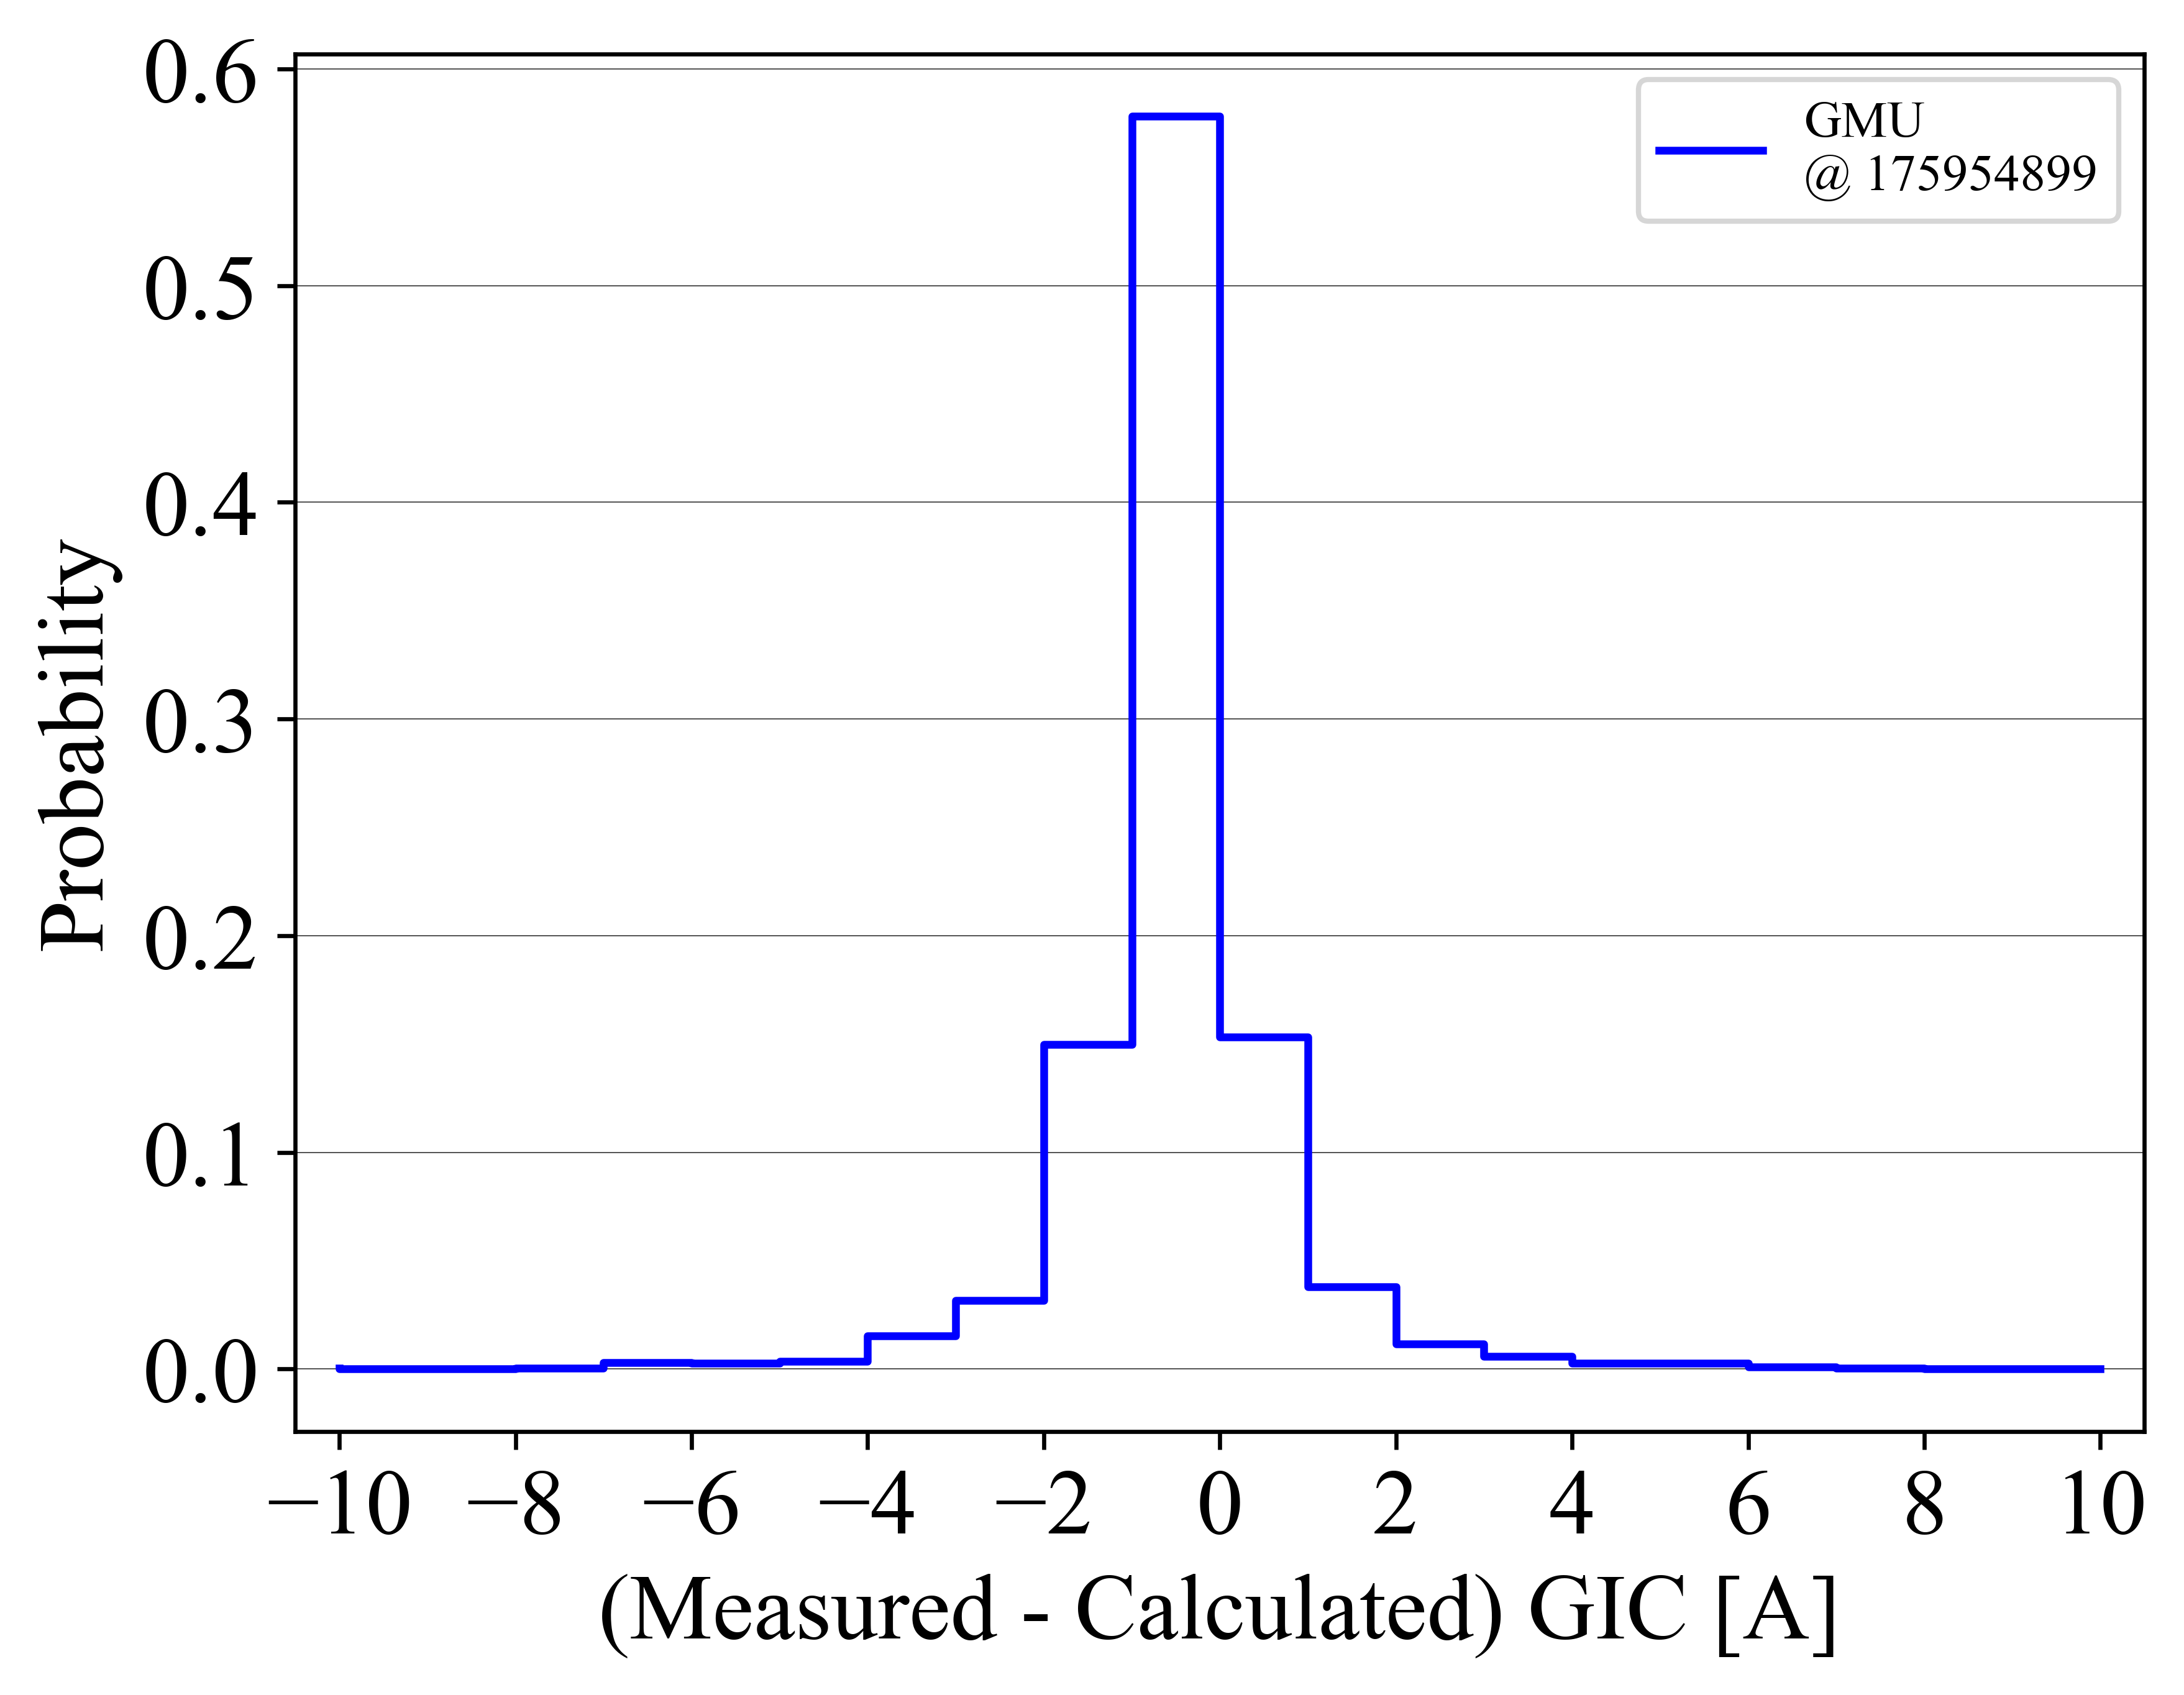 0.6
0.5
0.4
0.3
0.2
0.1
0.0
Probability
GMU
@ 175954899
−10 −8 −6 −4 −2 0 2 4 6 8 10
(Measured - Calculated) GIC [A]